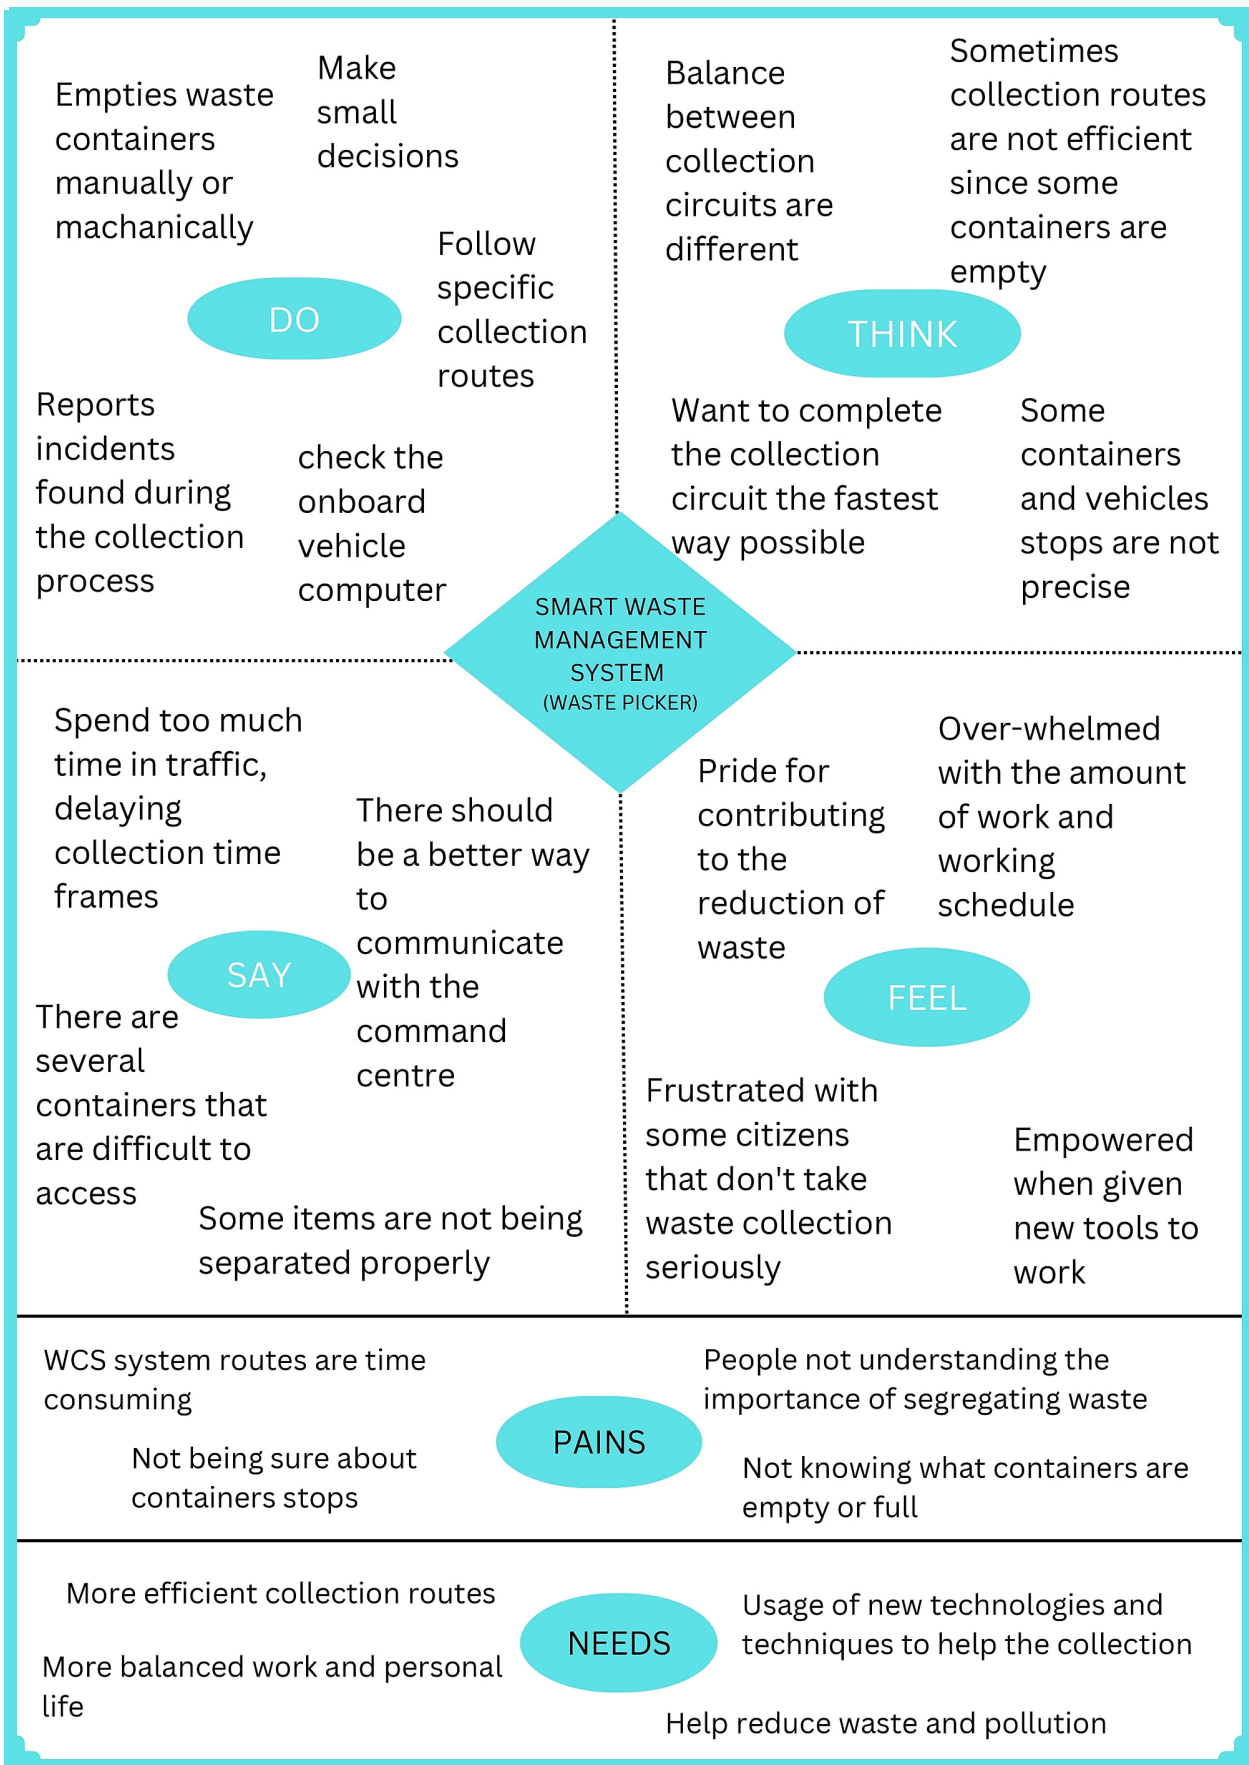 Empties waste
containers
manually or
machanically
Make
small
decisions
Follow
specific
collection
routes
DO
Reports
incidents
found during
the collection
process
check the
onboard
vehicle
computer
Balance
between
collection
circuits are
different
Sometimes
collection routes
are not efficient
since some
containers are
empty
THINK
Want to complete
the collection
circuit the fastest
way possible
Some
containers
and vehicles
stops are not
precise
SMART WASTE
MANAGEMENT
SYSTEM
(WASTE PICKER)
Spend too much
time in traffic,
delaying
collection time
frames
There should
be a better way
to
communicate
with the
command
centre
SAY
There are
several
containers that
are difficult to
access
Some items are not being
separated properly
Pride for
contributing
to the
reduction of
waste
Over-whelmed
with the amount
of work and
working
schedule
FEEL
Frustrated with
some citizens
that don't take
waste collection
seriously
Empowered
when given
new tools to
work
WCS system routes are time
consuming
Not being sure about
containers stops
PAINS
People not understanding the
importance of segregating waste
Not knowing what containers are
empty or full
More efficient collection routes
More balanced work and personal
life
NEEDS
Usage of new technologies and
techniques to help the collection
Help reduce waste and pollution